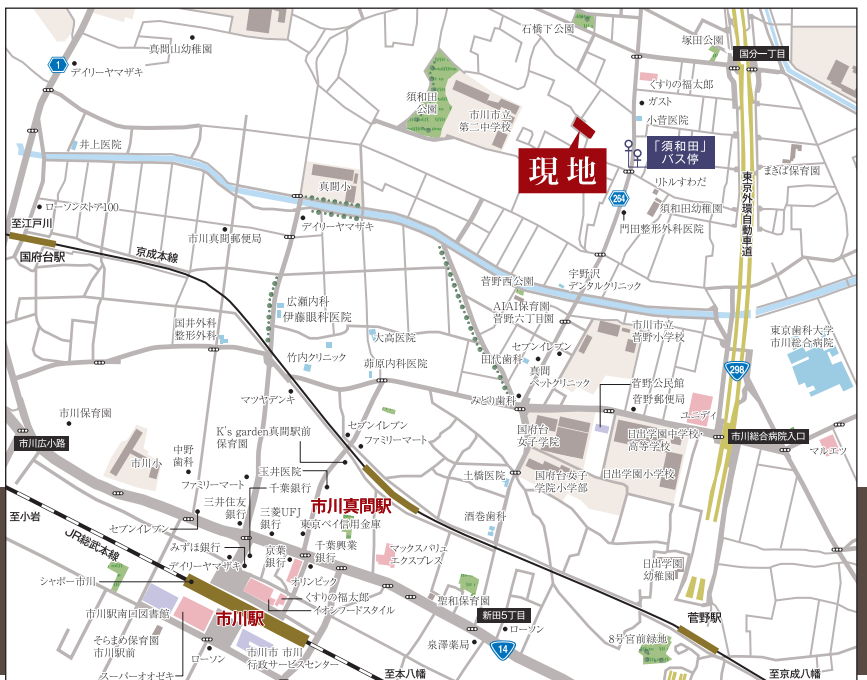 石橋下公園
塚田公園
国分一丁目
真間山幼稚園
1
デイリーヤマザキ
くすりの福太郎
ガスト
須和田
公園
市川市立
第二中学校
小菅医院
井上医院
「須和田」
バス停
現地
真間小
リトルすわだ
まきば保育園
東京外環自動車道
264
須和田幼稚園
ローソンストア100
至江戸川
デイリーヤマザキ
門田整形外科医院
市川真間郵便局
国府台駅
京成本線
菅野西公園
宇野沢
デンタルクリニック
広瀬内科
伊藤眼科医院
AIAI保育園
菅野六丁目園
国井外科
整形外科
市川市立
菅野小学校
東京歯科大学
市川総合病院
大高医院
セブンイレブン
竹内クリニック
茆原内科医院
田代歯科
真間
ペットクリニック
298
菅野公民館
菅野郵便局
マツヤデンキ
みどり歯科
ユニディ
市川保育園
K's garden真間駅前
保育園
セブンイレブン
ファミリーマート
国府台
女子学院
日出学園中学校・
高等学校
市川総合病院入口
市川広小路
マルエツ
市川小
中野
歯科
玉井医院
土橋医院
国府台女子
学院小学部
日出学園小学校
ファミリーマート
千葉銀行
市川真間駅
三井住友
銀行
三菱UFJ
銀行
至小岩
セブンイレブン
東京ベイ信用金庫
酒巻歯科
JR総武本線
みずほ銀行
京葉
銀行
千葉興業
銀行
マックスバリュ
エクスプレス
デイリーヤマザキ
日出学園
幼稚園
シャポー市川
オリンピック
くすりの福太郎
イオンフードスタイル
聖和保育園
市川駅南口図書館
市川駅
新田5丁目
菅野駅
ローソン
そらまめ保育園
市川駅前
泉澤薬局
8号宮前緑地
14
ローソン
市川市 市川
行政サービスセンター
スーパーオオゼキ
至本八幡
至京成八幡